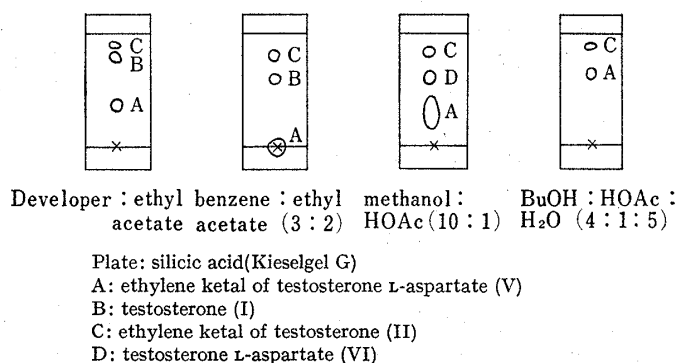 C
B
A
C
B
A
C
D
A
C
A
Developer : ethyl acetate
benzene : ethyl acetate (3 : 2)
methanol : HOAc (10 : 1)
BuOH : HOAc : H₂O (4 : 1 : 5)
Plate: silicic acid(Kieselgel G)
A: ethylene ketal of testosterone L-aspartate (V)
B: testosterone (I)
C: ethylene ketal of testosterone (II)
D: testosterone L-aspartate (VI)